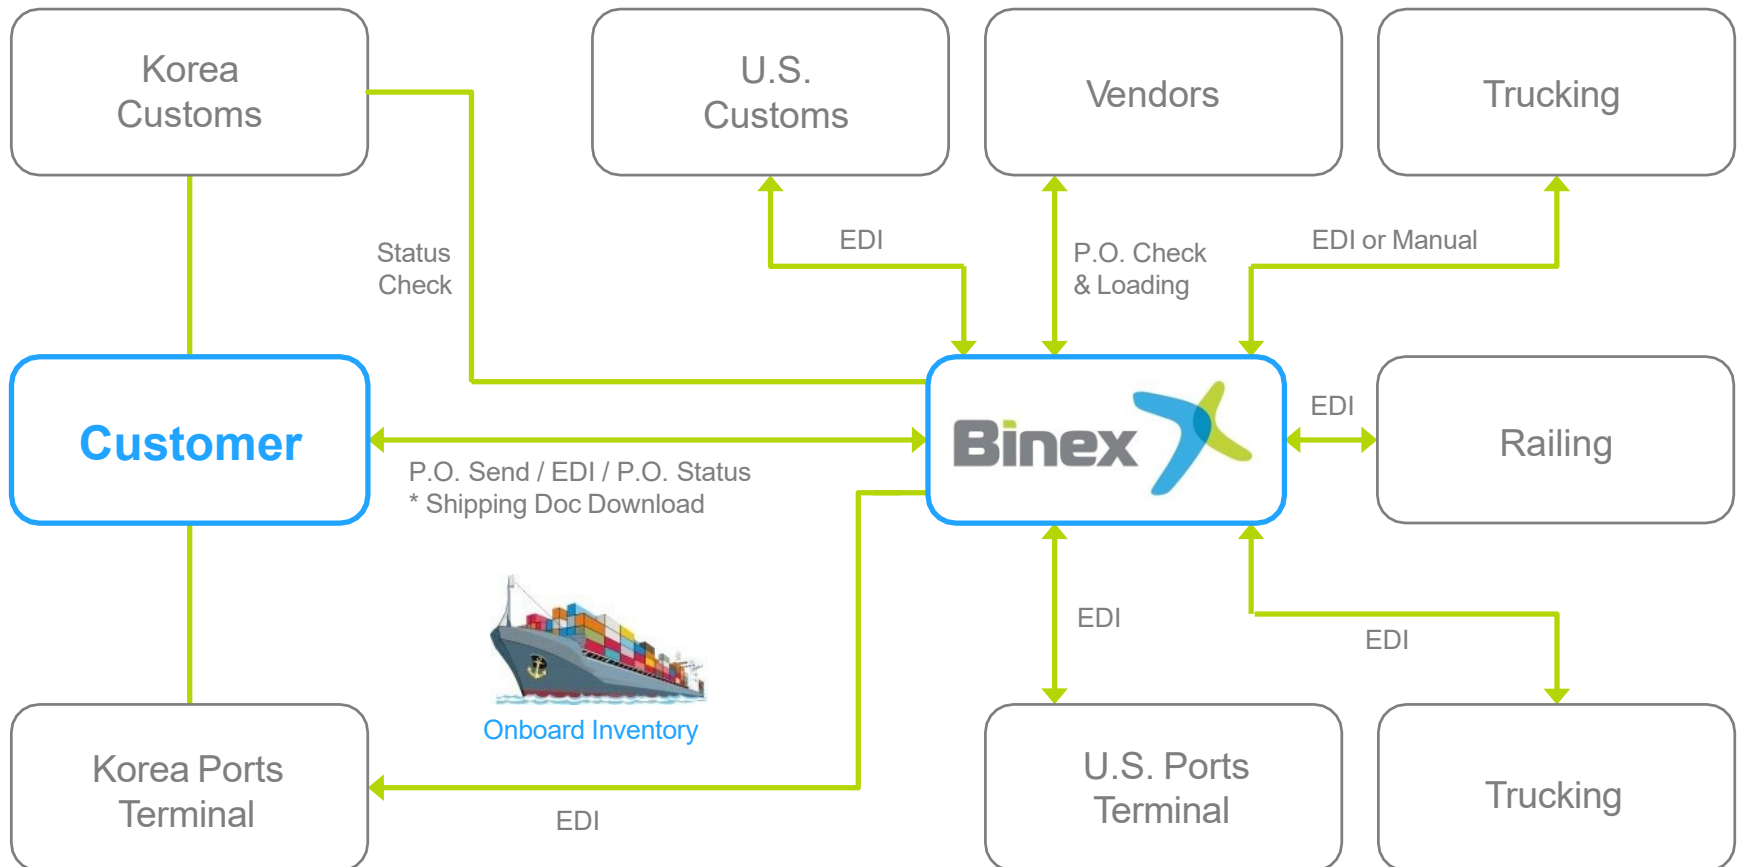 Korea
Customs
U.S.
Customs
Vendors
Trucking
Status
Check
EDI
P.O. Check
& Loading
EDI or Manual
Customer
P.O. Send / EDI / P.O. Status
* Shipping Doc Download
Binex
EDI
Railing
Onboard Inventory
EDI
EDI
Korea Ports
Terminal
EDI
U.S. Ports
Terminal
Trucking